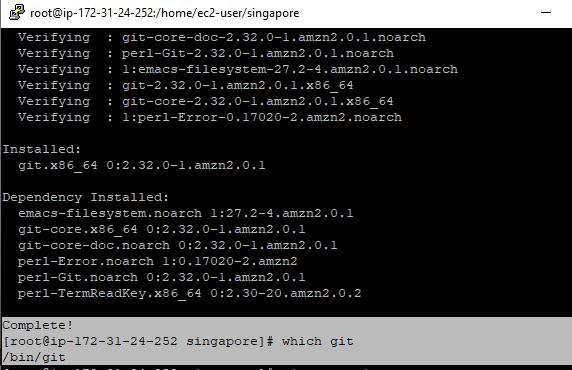 root@ip-172-31-24-252:/home/ec2-user/singapore
Verifying  : git-core-doc-2.32.0-1.amzn2.0.1.noarch
Verifying  : perl-Git-2.32.0-1.amzn2.0.1.noarch
Verifying  : 1:emacs-filesystem-27.2-4.amzn2.0.1.noarch
Verifying  : git-2.32.0-1.amzn2.0.1.x86_64
Verifying  : git-core-2.32.0-1.amzn2.0.1.x86_64
Verifying  : 1:perl-Error-0.17020-2.amzn2.noarch
Installed:
git.x86_64 0:2.32.0-1.amzn2.0.1
Dependency Installed:
emacs-filesystem.noarch 1:27.2-4.amzn2.0.1
git-core.x86_64 0:2.32.0-1.amzn2.0.1
git-core-doc.noarch 0:2.32.0-1.amzn2.0.1
perl-Error.noarch 1:0.17020-2.amzn2
perl-Git.noarch 0:2.32.0-1.amzn2.0.1
perl-TermReadKey.x86_64 0:2.30-20.amzn2.0.2
Complete!
[root@ip-172-31-24-252 singapore]# which git
/bin/git